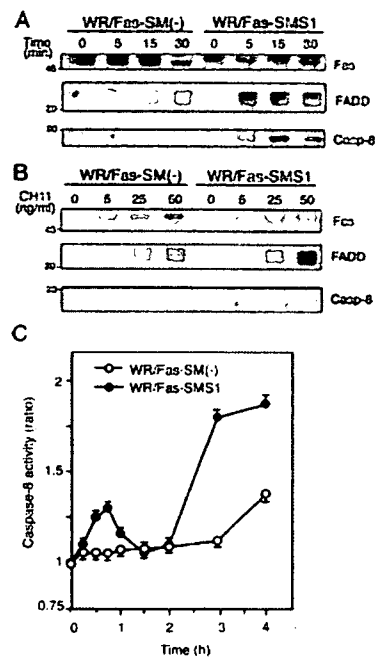 A
WR/Fas-SM(-) WR/Fas-SMS1
Time (min.) 0 5 15 30 0 5 15 30
Fas
FADD
Casp-8
B
WR/Fas-SM(-) WR/Fas-SMS1
CH11 (ng/ml) 0 5 25 50 0 5 25 50
Fas
FADD
Casp-8
C
WR/Fas-SM(-)
WR/Fas-SMS1
Caspase-8 activity (ratio)
2
1.5
1
0.75
0 1 2 3 4
Time (h)